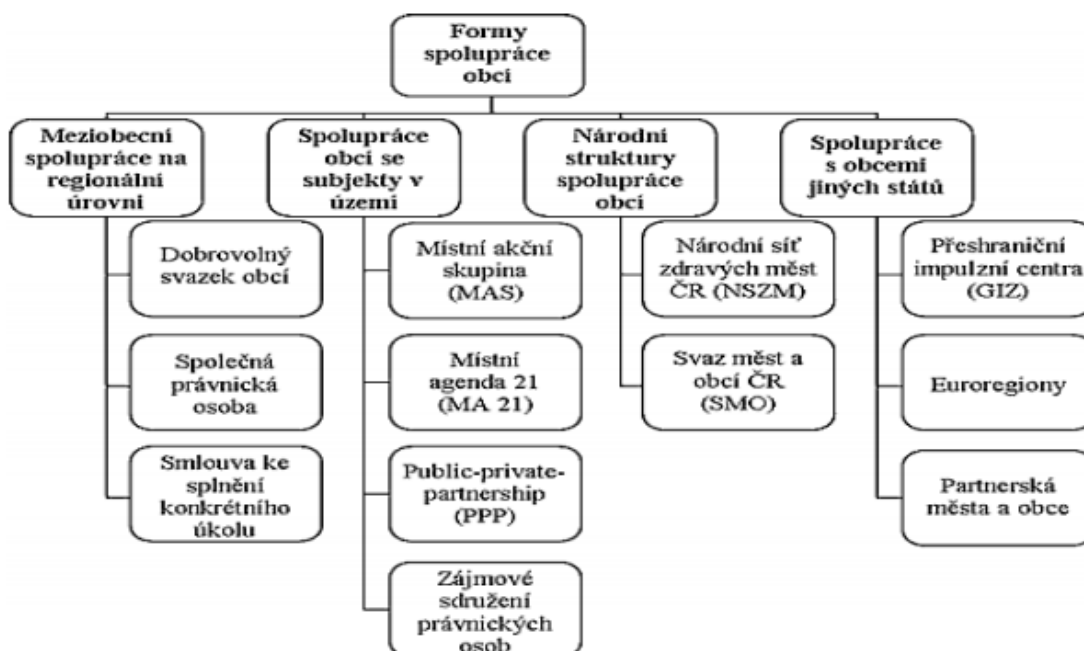 Formy
spolupráce
obcí
Meziobecní
spolupráce na
regionální
úrovni
Dobrovolný
svazek obcí
Společná
právnická
osoba
Smlouva ke
splnění
konkrétního
úkolu
Spolupráce
obcí se
subjekty v
území
Místní akční
skupina
(MAS)
Místní
agenda 21
(MA 21)
Public-private-
partnership
(PPP)
Zájmové
sdružení
právnických
osob
Národní
struktury
spolupráce
obcí
Národní síť
zdravých měst
ČR (NSZM)
Svaz měst a
obcí ČR
(SMO)
Spolupráce
s obcemi
jiných států
Přeshraniční
impulzní centra
(GIZ)
Euroregiony
Partnerská
města a obce